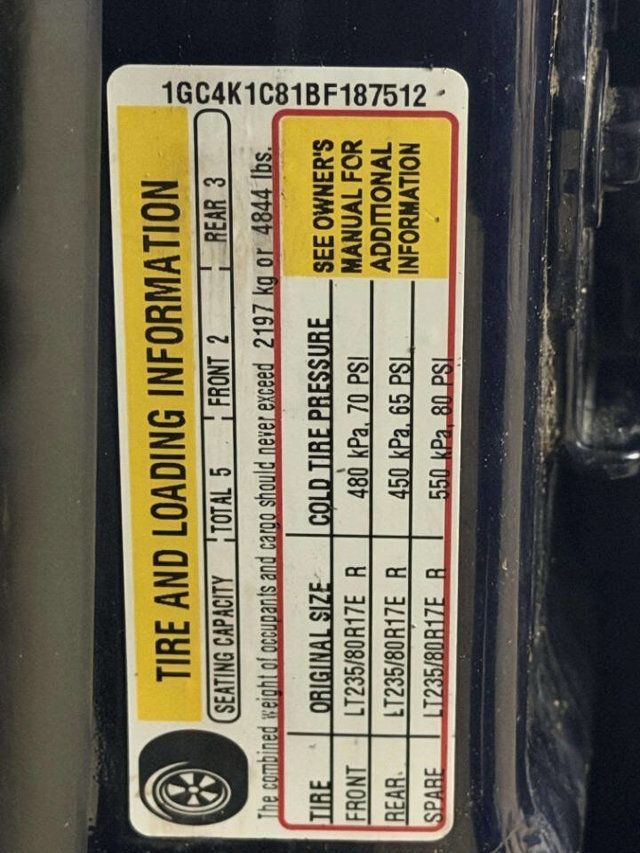 1GC4K1C81BF187512
TIRE AND LOADING INFORMATION
SEATING CAPACITY TOTAL 5 FRONT 2 REAR 3
The combined weight of occupants and cargo should never exceed 2197 kg or 4844 lbs.
TIRE ORIGINAL SIZE COLD TIRE PRESSURE
FRONT LT235/80R17E R 480 kPa, 70 PSI
REAR LT235/80R17E R 450 kPa, 65 PSI
SPARE LT235/80R17E R 550 kPa, 80 PSI
SEE OWNER'S
MANUAL FOR
ADDITIONAL
INFORMATION